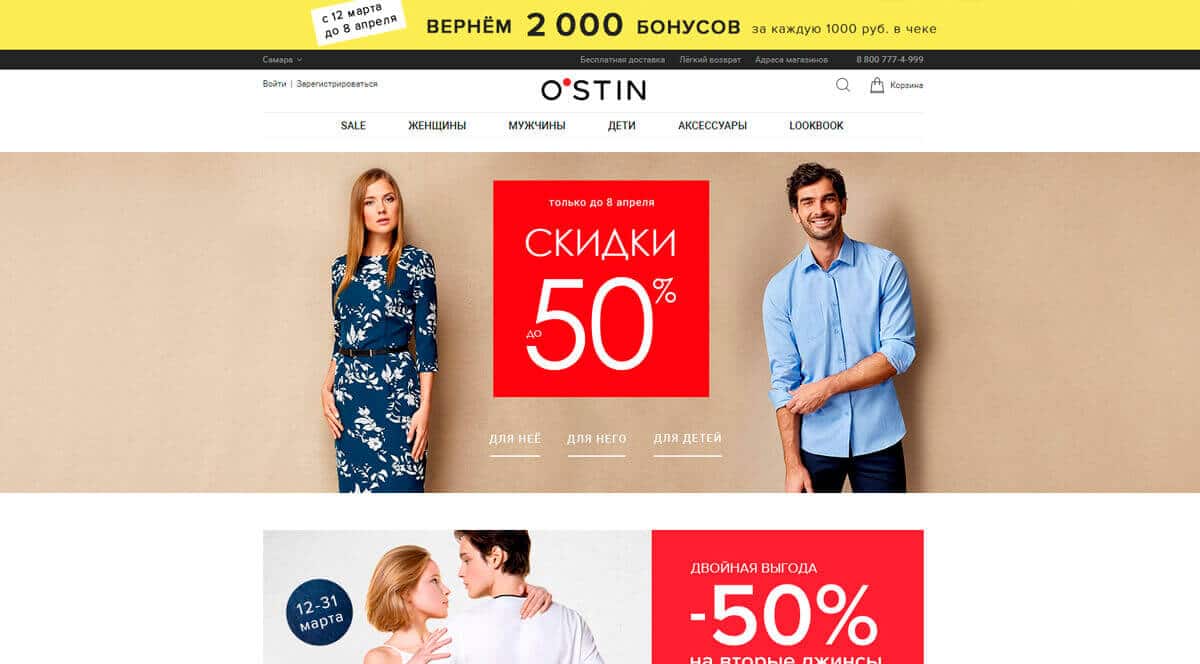 с 12 марта
до 8 апреля
ВЕРНЁМ 2 000 БОНУСОВ за каждую 1000 руб. в чеке
Самара
Бесплатная доставка Лёгкий возврат Адреса магазинов 8 800 777-4-999
Войти | Зарегистрироваться
O'STIN
Корзина
SALE ЖЕНЩИНЫ МУЖЧИНЫ ДЕТИ АКСЕССУАРЫ LOOKBOOK
только до 8 апреля
СКИДКИ
до 50%
ДЛЯ НЕЁ ДЛЯ НЕГО ДЛЯ ДЕТЕЙ
12-31
марта
ДВОЙНАЯ ВЫГОДА
-50%
на вторые джинсы